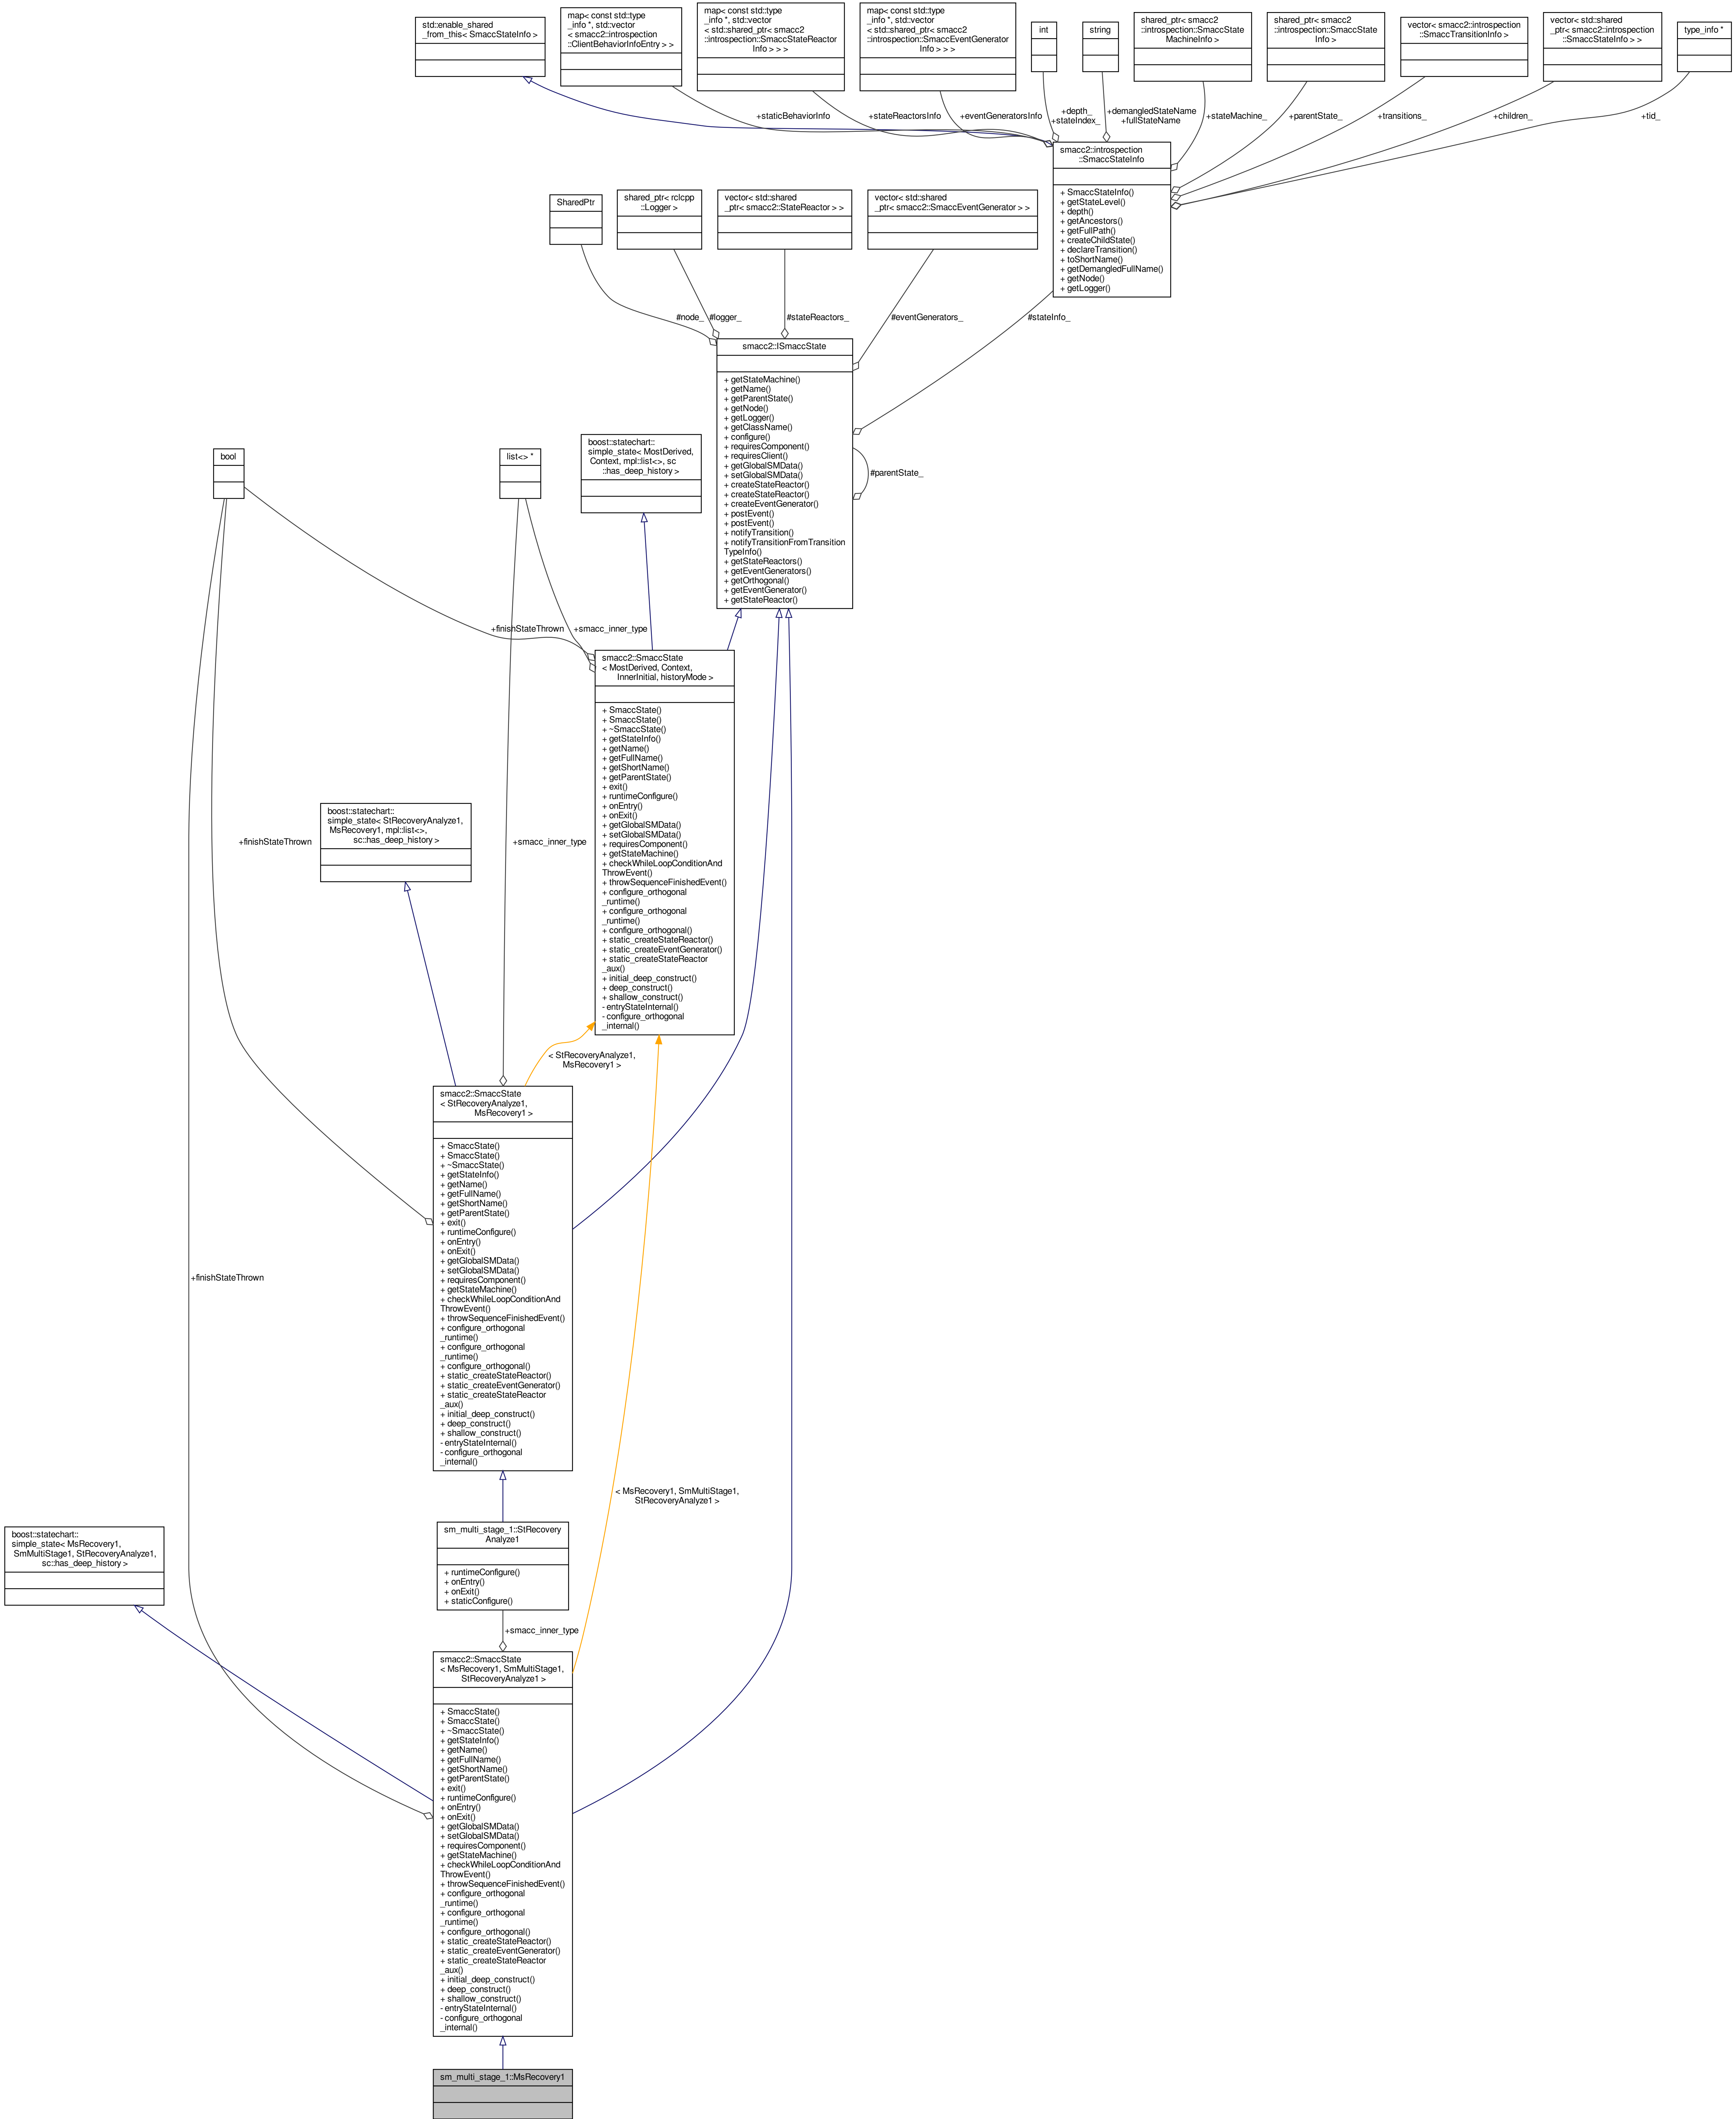 std::enable_shared
_from_this< SmaccStateInfo >
map< const std::type
_info *, std::vector
< smacc2::introspection
::ClientBehaviorInfoEntry > >
map< const std::type
_info *, std::vector
< std::shared_ptr< smacc2
::introspection::SmaccStateReactor
Info > > >
map< const std::type
_info *, std::vector
< std::shared_ptr< smacc2
::introspection::SmaccEventGenerator
Info > > >
int
string
shared_ptr< smacc2
::introspection::SmaccState
MachineInfo >
shared_ptr< smacc2
::introspection::SmaccState
Info >
vector< smacc2::introspection
::SmaccTransitionInfo >
vector< std::shared
_ptr< smacc2::introspection
::SmaccStateInfo > >
type_info *
+staticBehaviorInfo
+stateReactorsInfo
+eventGeneratorsInfo
+depth_
+stateIndex_
+demangledStateName
+fullStateName
+stateMachine_
+parentState_
+transitions_
+children_
+tid_
smacc2::introspection
::SmaccStateInfo
+ SmaccStateInfo()
+ getStateLevel()
+ depth()
+ getAncestors()
+ getFullPath()
+ createChildState()
+ declareTransition()
+ toShortName()
+ getDemangledFullName()
+ getNode()
+ getLogger()
SharedPtr
shared_ptr< rclcpp
::Logger >
vector< std::shared
_ptr< smacc2::StateReactor > >
vector< std::shared
_ptr< smacc2::SmaccEventGenerator > >
#node_
#logger_
#stateReactors_
#eventGenerators_
#stateInfo_
smacc2::ISmaccState
+ getStateMachine()
+ getName()
+ getParentState()
+ getNode()
+ getLogger()
+ getClassName()
+ configure()
+ requiresComponent()
+ requiresClient()
+ getGlobalSMData()
+ setGlobalSMData()
+ createStateReactor()
+ createStateReactor()
+ createEventGenerator()
+ postEvent()
+ postEvent()
+ notifyTransition()
+ notifyTransitionFromTransition
TypeInfo()
+ getStateReactors()
+ getEventGenerators()
+ getOrthogonal()
+ getEventGenerator()
+ getStateReactor()
#parentState_
bool
list<> *
boost::statechart::
simple_state< MostDerived,
Context, mpl::list<>, sc
::has_deep_history >
+finishStateThrown
+smacc_inner_type
smacc2::SmaccState
< MostDerived, Context,
InnerInitial, historyMode >
+ SmaccState()
+ SmaccState()
+ ~SmaccState()
+ getStateInfo()
+ getName()
+ getFullName()
+ getShortName()
+ getParentState()
+ exit()
+ runtimeConfigure()
+ onEntry()
+ onExit()
+ getGlobalSMData()
+ setGlobalSMData()
+ requiresComponent()
+ getStateMachine()
+ checkWhileLoopConditionAnd
ThrowEvent()
+ throwSequenceFinishedEvent()
+ configure_orthogonal
_runtime()
+ configure_orthogonal
_runtime()
+ configure_orthogonal()
+ static_createStateReactor()
+ static_createEventGenerator()
+ static_createStateReactor
_aux()
+ initial_deep_construct()
+ deep_construct()
+ shallow_construct()
- entryStateInternal()
- configure_orthogonal
_internal()
boost::statechart::
simple_state< StRecoveryAnalyze1,
MsRecovery1, mpl::list<>,
sc::has_deep_history >
+finishStateThrown
+smacc_inner_type
< StRecoveryAnalyze1,
MsRecovery1 >
smacc2::SmaccState
< StRecoveryAnalyze1,
MsRecovery1 >
+ SmaccState()
+ SmaccState()
+ ~SmaccState()
+ getStateInfo()
+ getName()
+ getFullName()
+ getShortName()
+ getParentState()
+ exit()
+ runtimeConfigure()
+ onEntry()
+ onExit()
+ getGlobalSMData()
+ setGlobalSMData()
+ requiresComponent()
+ getStateMachine()
+ checkWhileLoopConditionAnd
ThrowEvent()
+ throwSequenceFinishedEvent()
+ configure_orthogonal
_runtime()
+ configure_orthogonal
_runtime()
+ configure_orthogonal()
+ static_createStateReactor()
+ static_createEventGenerator()
+ static_createStateReactor
_aux()
+ initial_deep_construct()
+ deep_construct()
+ shallow_construct()
- entryStateInternal()
- configure_orthogonal
_internal()
+finishStateThrown
< MsRecovery1, SmMultiStage1,
StRecoveryAnalyze1 >
boost::statechart::
simple_state< MsRecovery1,
SmMultiStage1, StRecoveryAnalyze1,
sc::has_deep_history >
sm_multi_stage_1::StRecovery
Analyze1
+ runtimeConfigure()
+ onEntry()
+ onExit()
+ staticConfigure()
+smacc_inner_type
smacc2::SmaccState
< MsRecovery1, SmMultiStage1,
StRecoveryAnalyze1 >
+ SmaccState()
+ SmaccState()
+ ~SmaccState()
+ getStateInfo()
+ getName()
+ getFullName()
+ getShortName()
+ getParentState()
+ exit()
+ runtimeConfigure()
+ onEntry()
+ onExit()
+ getGlobalSMData()
+ setGlobalSMData()
+ requiresComponent()
+ getStateMachine()
+ checkWhileLoopConditionAnd
ThrowEvent()
+ throwSequenceFinishedEvent()
+ configure_orthogonal
_runtime()
+ configure_orthogonal
_runtime()
+ configure_orthogonal()
+ static_createStateReactor()
+ static_createEventGenerator()
+ static_createStateReactor
_aux()
+ initial_deep_construct()
+ deep_construct()
+ shallow_construct()
- entryStateInternal()
- configure_orthogonal
_internal()
sm_multi_stage_1::MsRecovery1